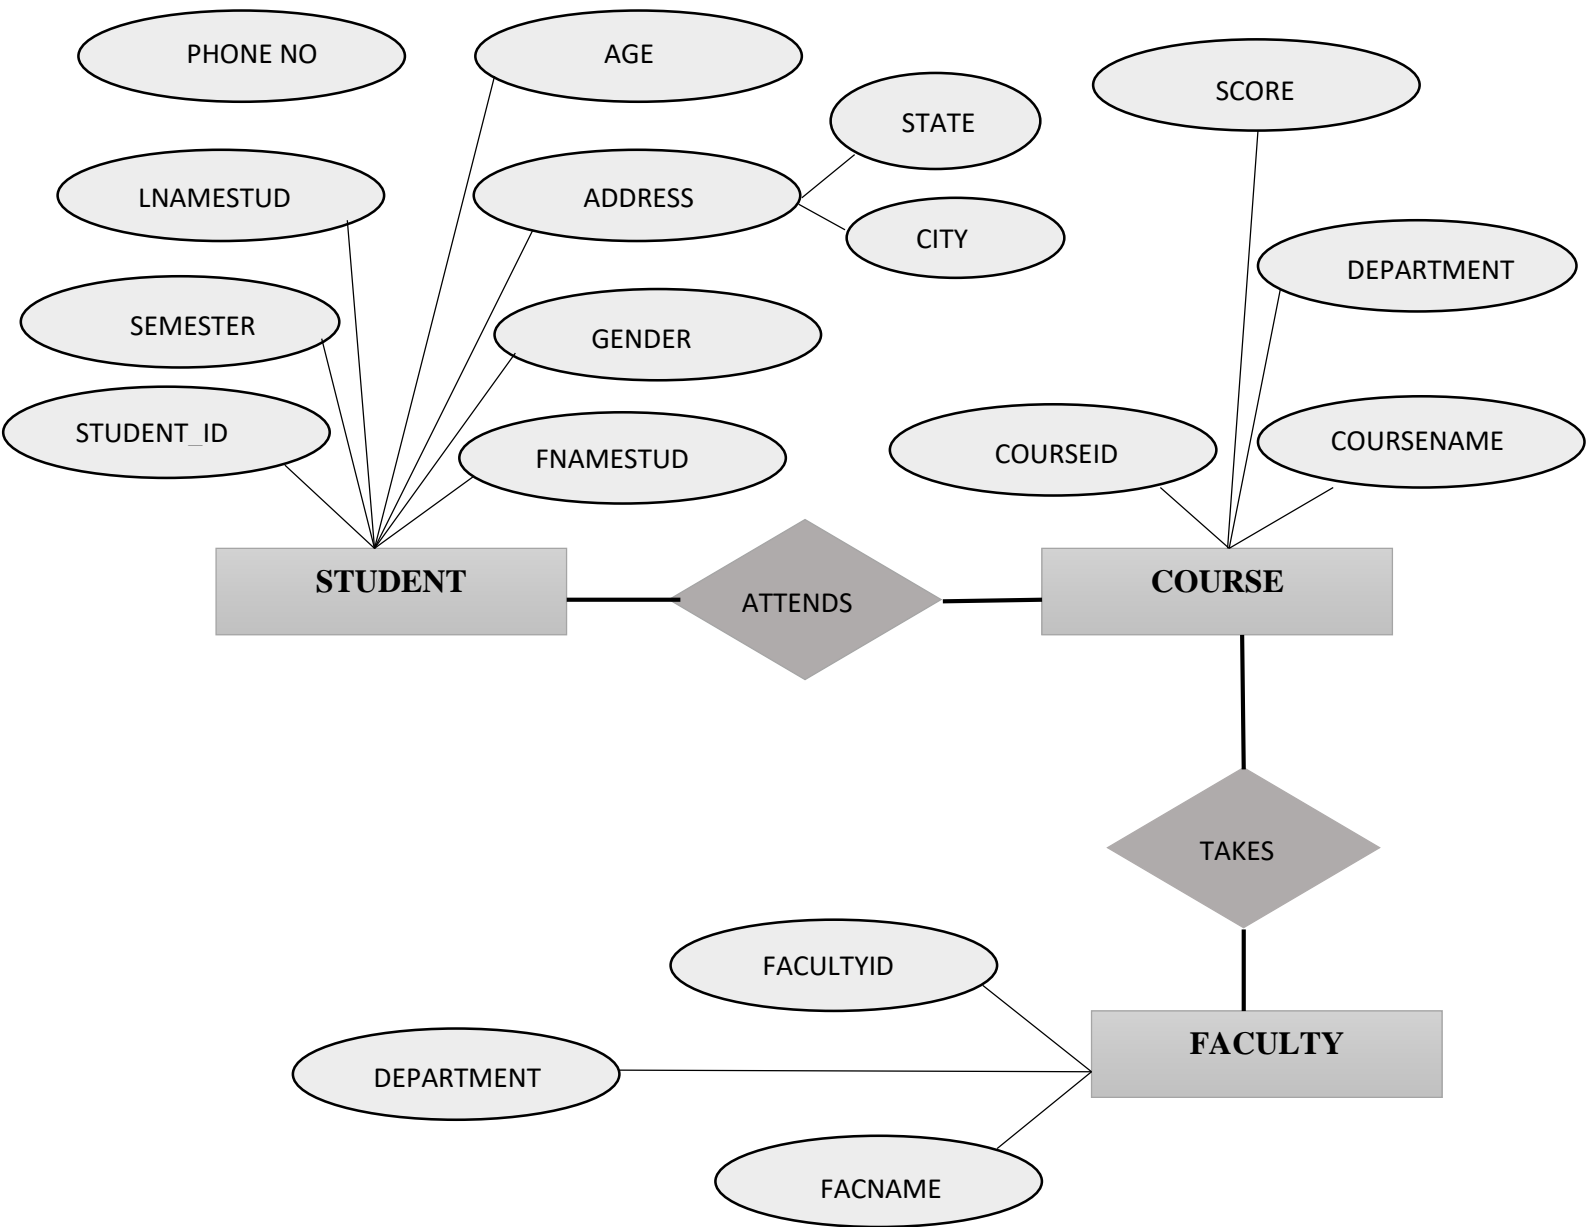 PHONE NO
AGE
SCORE
STATE
LNAMESTUD
ADDRESS
CITY
DEPARTMENT
SEMESTER
GENDER
STUDENT_ID
FNAMESTUD
COURSEID
COURSENAME
STUDENT
ATTENDS
COURSE
TAKES
FACULTYID
FACULTY
DEPARTMENT
FACNAME